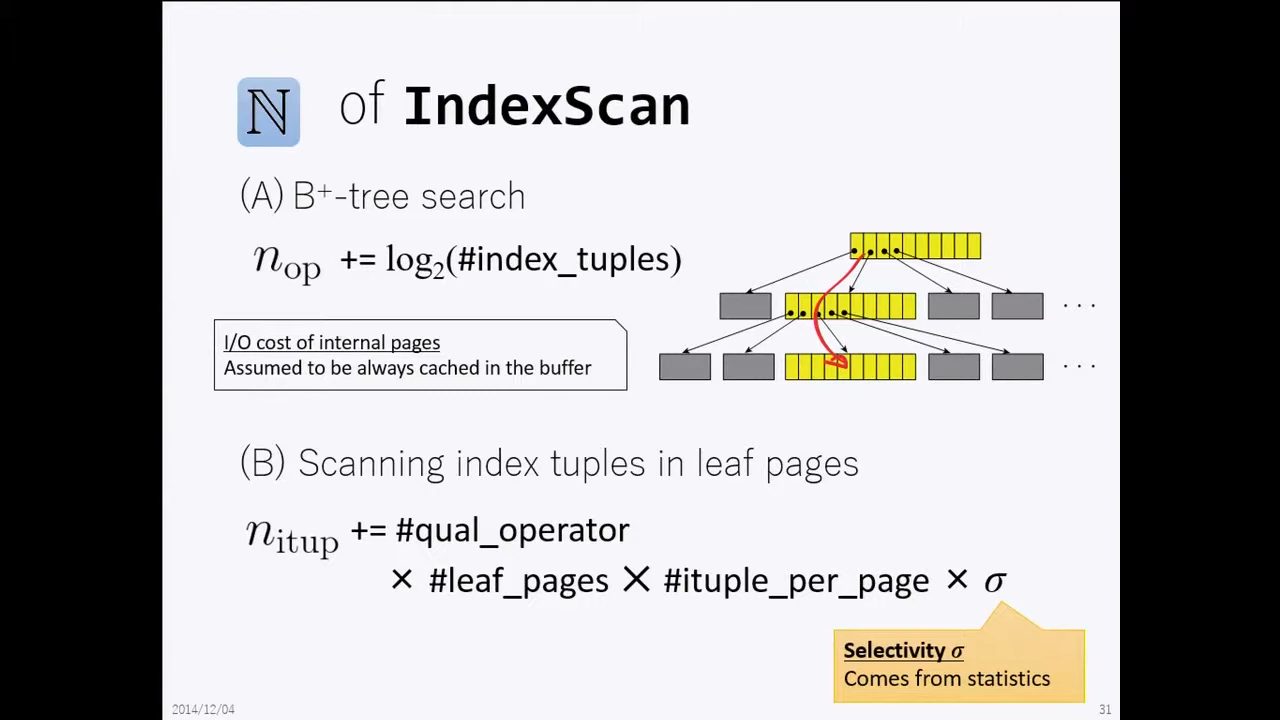 ℕ of IndexScan
(A) B⁺-tree search
n_op += log₂(#index_tuples)
I/O cost of internal pages
Assumed to be always cached in the buffer
. . .
. . .
(B) Scanning index tuples in leaf pages
n_itup += #qual_operator
× #leaf_pages × #ituple_per_page × σ
Selectivity σ
Comes from statistics
2014/12/04
31